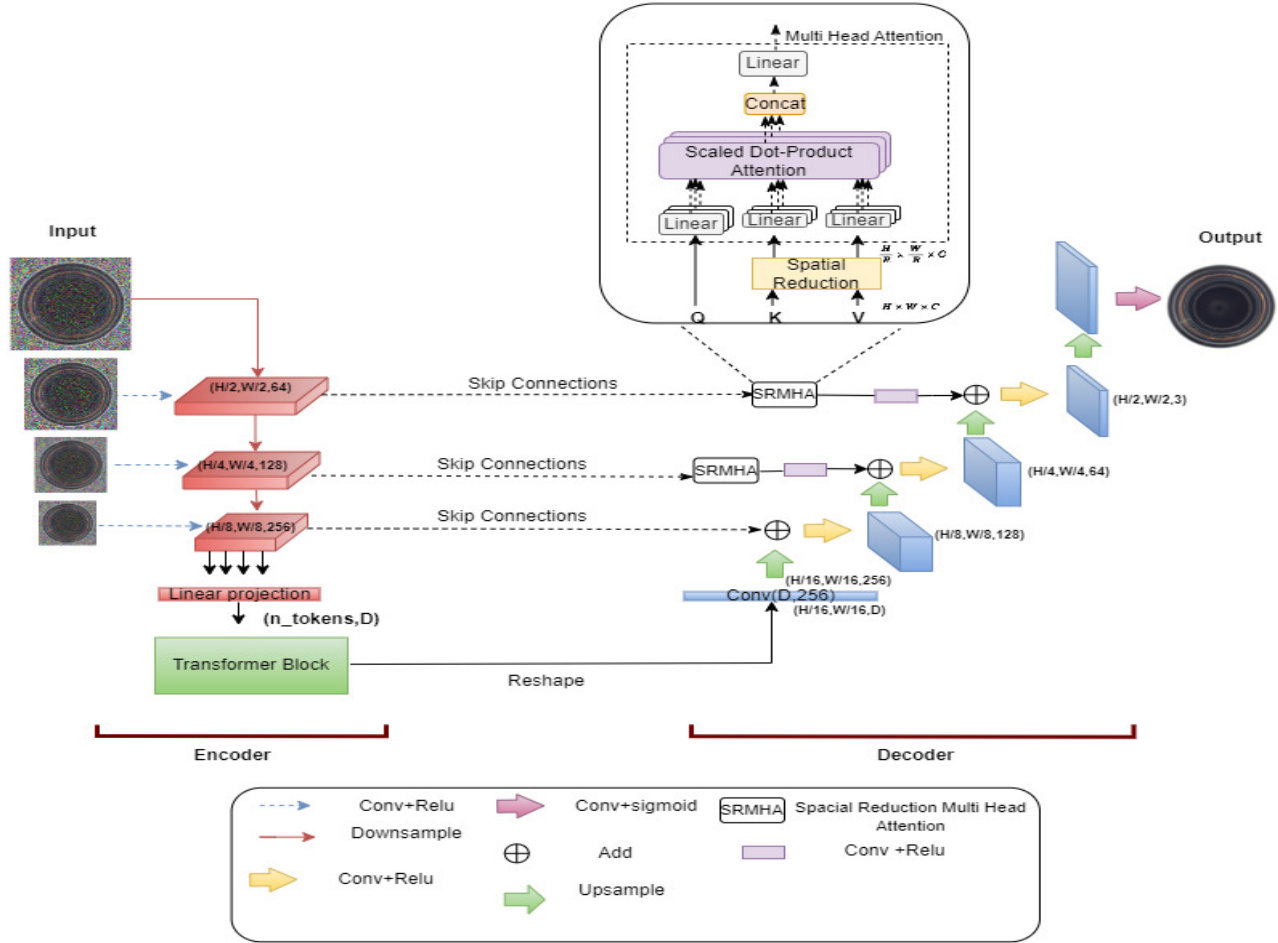 Multi Head Attention
Linear
Concat
Scaled Dot-Product
Attention
Linear
Linear
Linear
H/R × W/R × C
Spatial
Reduction
Q
K
V
H × W × C
Input
Output
(H/2,W/2,64)
Skip Connections
SRMHA
(H/2,W/2,3)
(H/4,W/4,128)
Skip Connections
SRMHA
(H/4,W/4,64)
(H/8,W/8,256)
Skip Connections
(H/8,W/8,128)
(H/16,W/16,256)
Linear projection
Conv(D,256)
(H/16,W/16,D)
(n_tokens,D)
Transformer Block
Reshape
Encoder
Decoder
Conv+Relu
Conv+sigmoid
SRMHA
Spacial Reduction Multi Head
Attention
Downsample
Add
Conv +Relu
Conv+Relu
Upsample